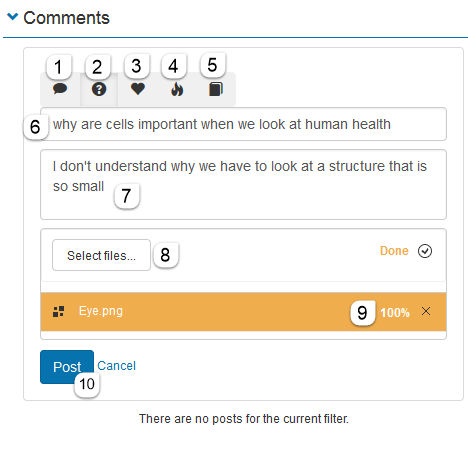 Comments
1 2 3 4 5
6 why are cells important when we look at human health
I don't understand why we have to look at a structure that is
so small 7
Select files... 8 Done
Eye.png 9 100%
Post Cancel
10
There are no posts for the current filter.